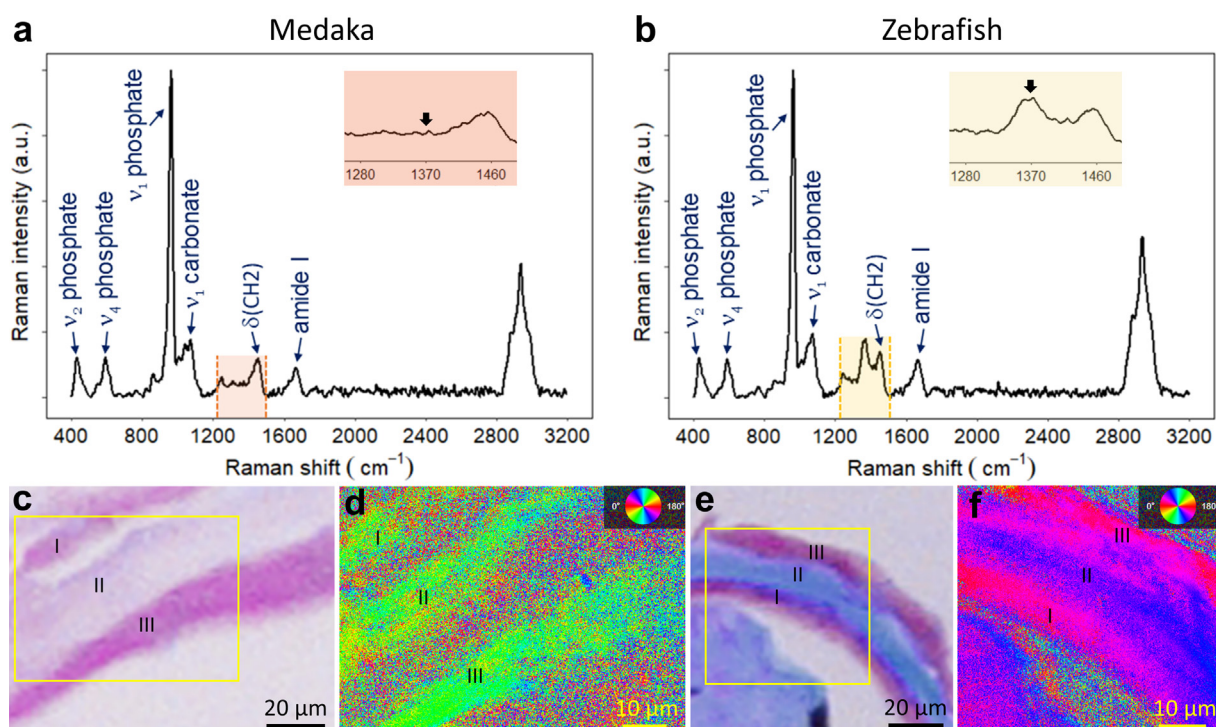 a Medaka
Raman intensity (a.u.)
ν2 phosphate
ν4 phosphate
ν1 phosphate
ν1 carbonate
δ(CH2)
amide I
1280 1370 1460
400 800 1200 1600 2000 2400 2800 3200
Raman shift ( cm⁻¹)
b Zebrafish
Raman intensity (a.u.)
ν2 phosphate
ν4 phosphate
ν1 phosphate
ν1 carbonate
δ(CH2)
amide I
1280 1370 1460
400 800 1200 1600 2000 2400 2800 3200
Raman shift ( cm⁻¹)
c
I
II
III
20 µm
d
0° 180°
I
II
III
10 µm
e
III
II
I
20 µm
f
0° 180°
III
II
I
10 µm